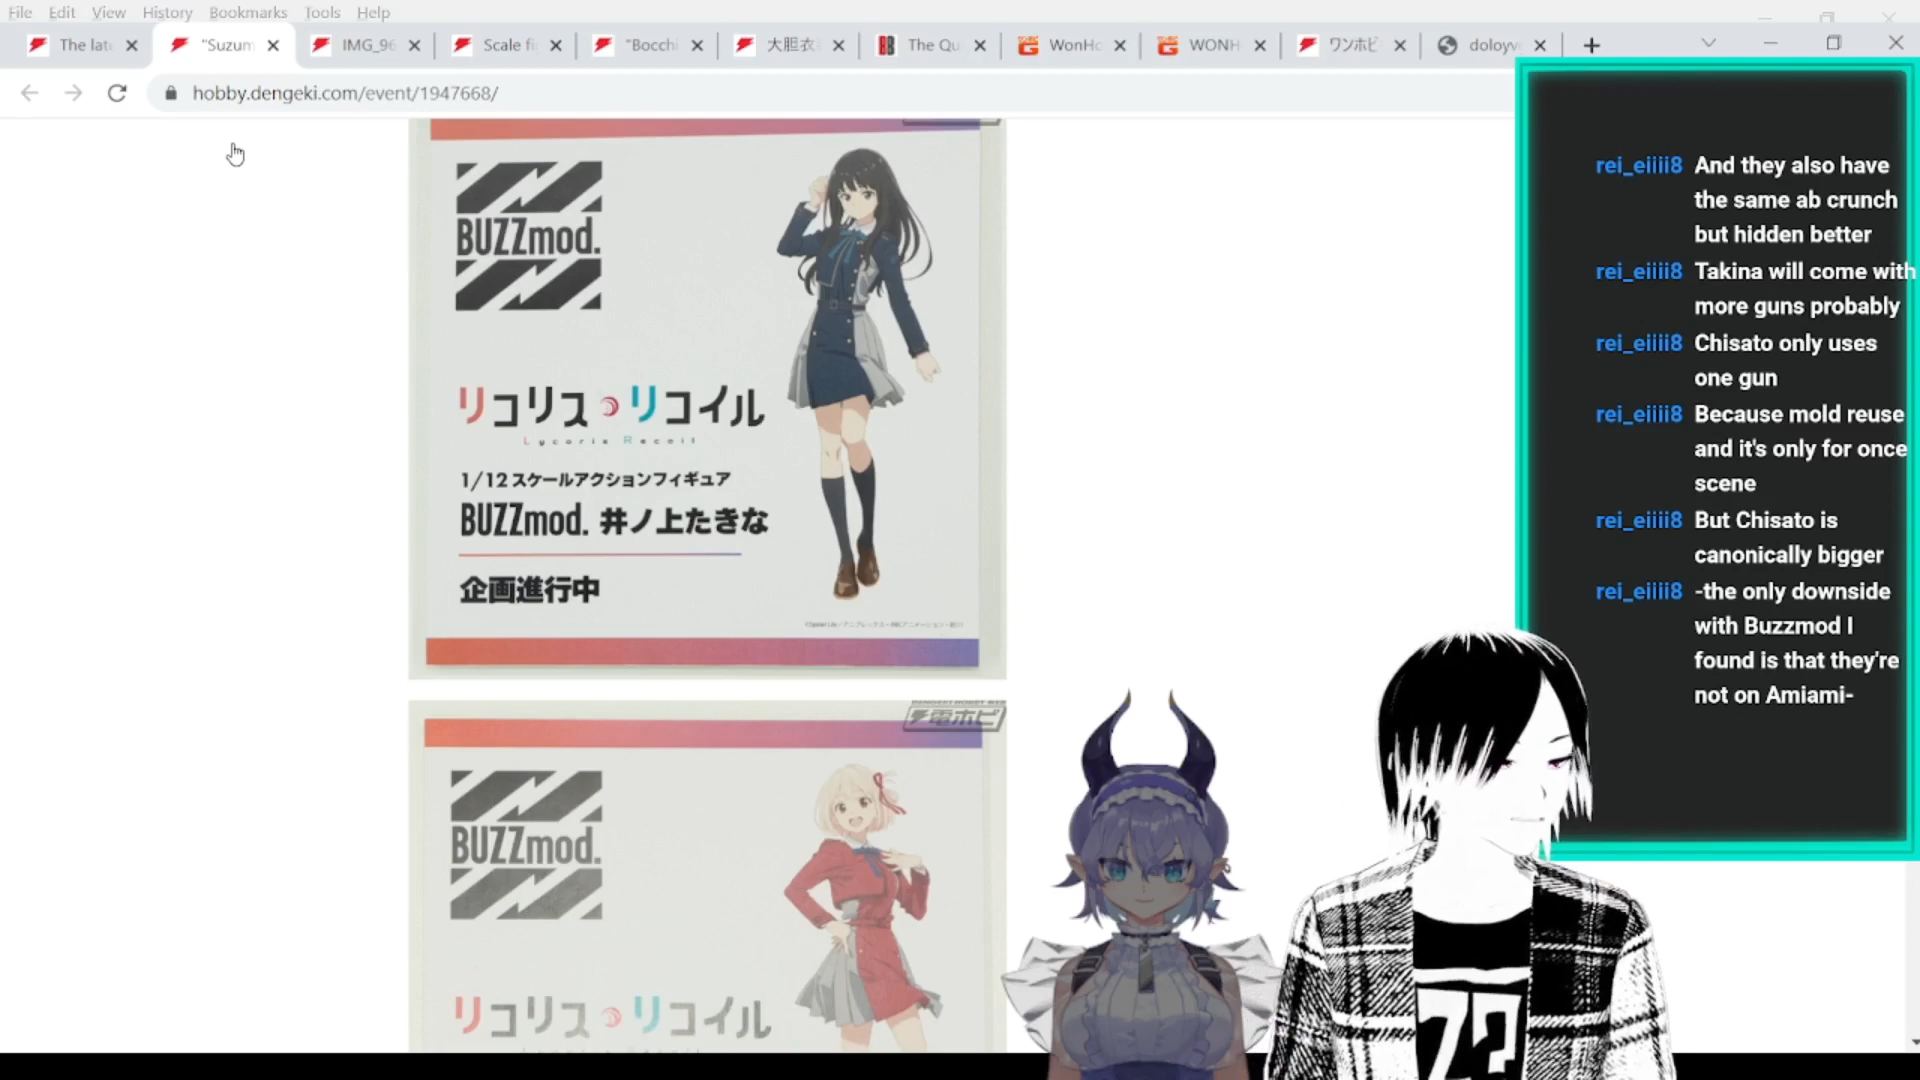 File Edit View History Bookmarks Tools Help
The late
"Suzum
IMG_96
Scale fi
"Bocchi
大胆衣
The Qu
WonHo
WONH
ワンホビ
doloyv
hobby.dengeki.com/event/1947668/
BUZZmod.
リコリス リコイル
Lycoris Recoil
1/12スケールアクションフィギュア
BUZZmod. 井ノ上たきな
企画進行中
電ホビ
BUZZmod.
リコリス リコイル
rei_eiiii8 And they also have
the same ab crunch
but hidden better
rei_eiiii8 Takina will come with
more guns probably
rei_eiiii8 Chisato only uses
one gun
rei_eiiii8 Because mold reuse
and it's only for once
scene
rei_eiiii8 But Chisato is
canonically bigger
rei_eiiii8 -the only downside
with Buzzmod I
found is that they're
not on Amiami-